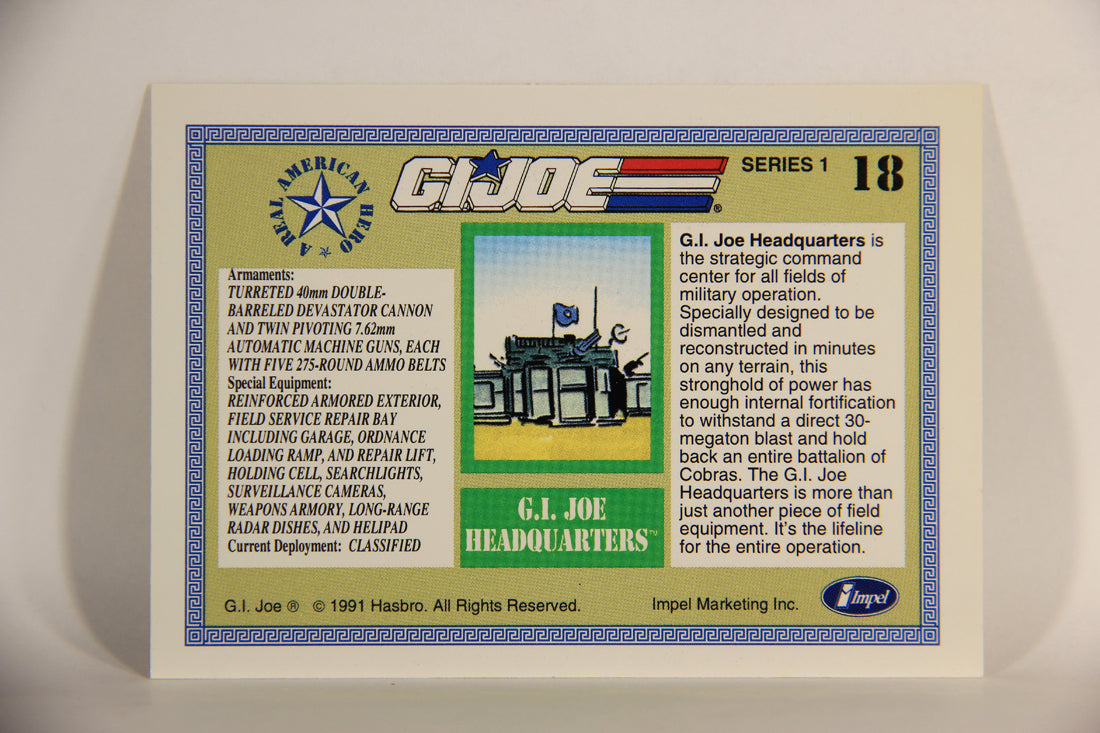 A REAL AMERICAN HERO
G.I. JOE ®
SERIES 1
18
Armaments:
TURRETED 40mm DOUBLE-
BARRELED DEVASTATOR CANNON
AND TWIN PIVOTING 7.62mm
AUTOMATIC MACHINE GUNS, EACH
WITH FIVE 275-ROUND AMMO BELTS
Special Equipment:
REINFORCED ARMORED EXTERIOR,
FIELD SERVICE REPAIR BAY
INCLUDING GARAGE, ORDNANCE
LOADING RAMP, AND REPAIR LIFT,
HOLDING CELL, SEARCHLIGHTS,
SURVEILLANCE CAMERAS,
WEAPONS ARMORY, LONG-RANGE
RADAR DISHES, AND HELIPAD
Current Deployment: CLASSIFIED
G.I. JOE
HEADQUARTERS™
G.I. Joe Headquarters is
the strategic command
center for all fields of
military operation.
Specially designed to be
dismantled and
reconstructed in minutes
on any terrain, this
stronghold of power has
enough internal fortification
to withstand a direct 30-
megaton blast and hold
back an entire battalion of
Cobras. The G.I. Joe
Headquarters is more than
just another piece of field
equipment. It's the lifeline
for the entire operation.
G.I. Joe ® © 1991 Hasbro. All Rights Reserved.
Impel Marketing Inc.
Impel